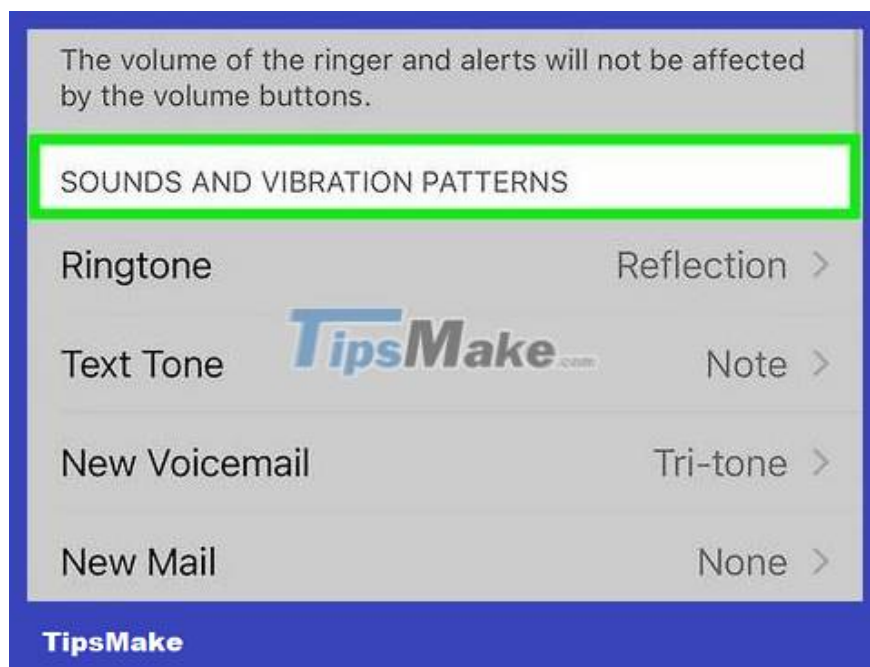 The volume of the ringer and alerts will not be affected
by the volume buttons.
SOUNDS AND VIBRATION PATTERNS
Ringtone Reflection >
Text Tone Note >
TipsMake.com
New Voicemail Tri-tone >
New Mail None >
TipsMake